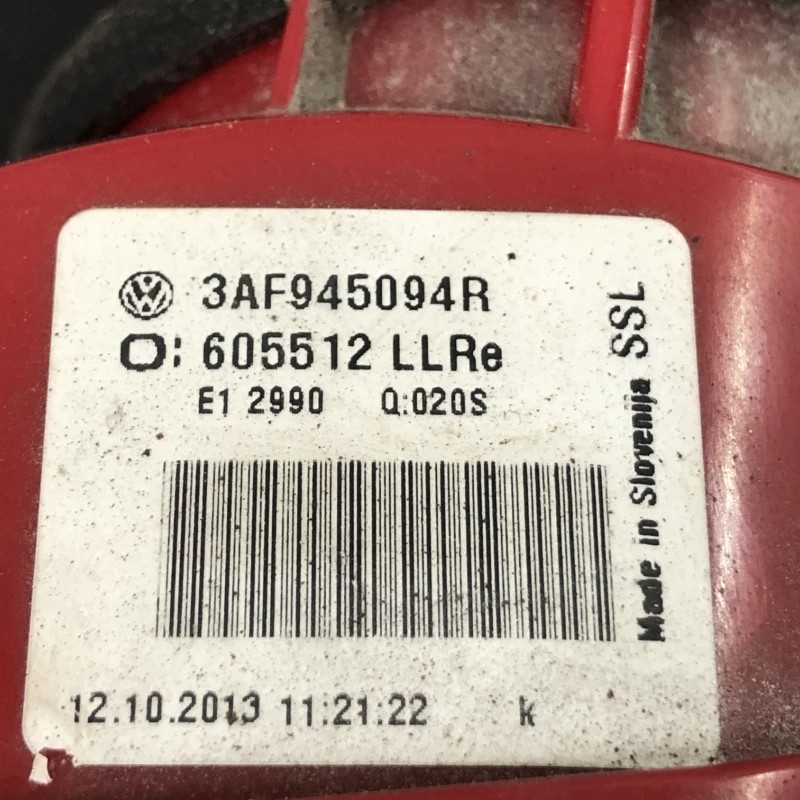 3AF945094R
O: 605512 LLRe
E1 2990 Q:020S
Made in Slovenija SSL
12.10.2013 11:21:22 k